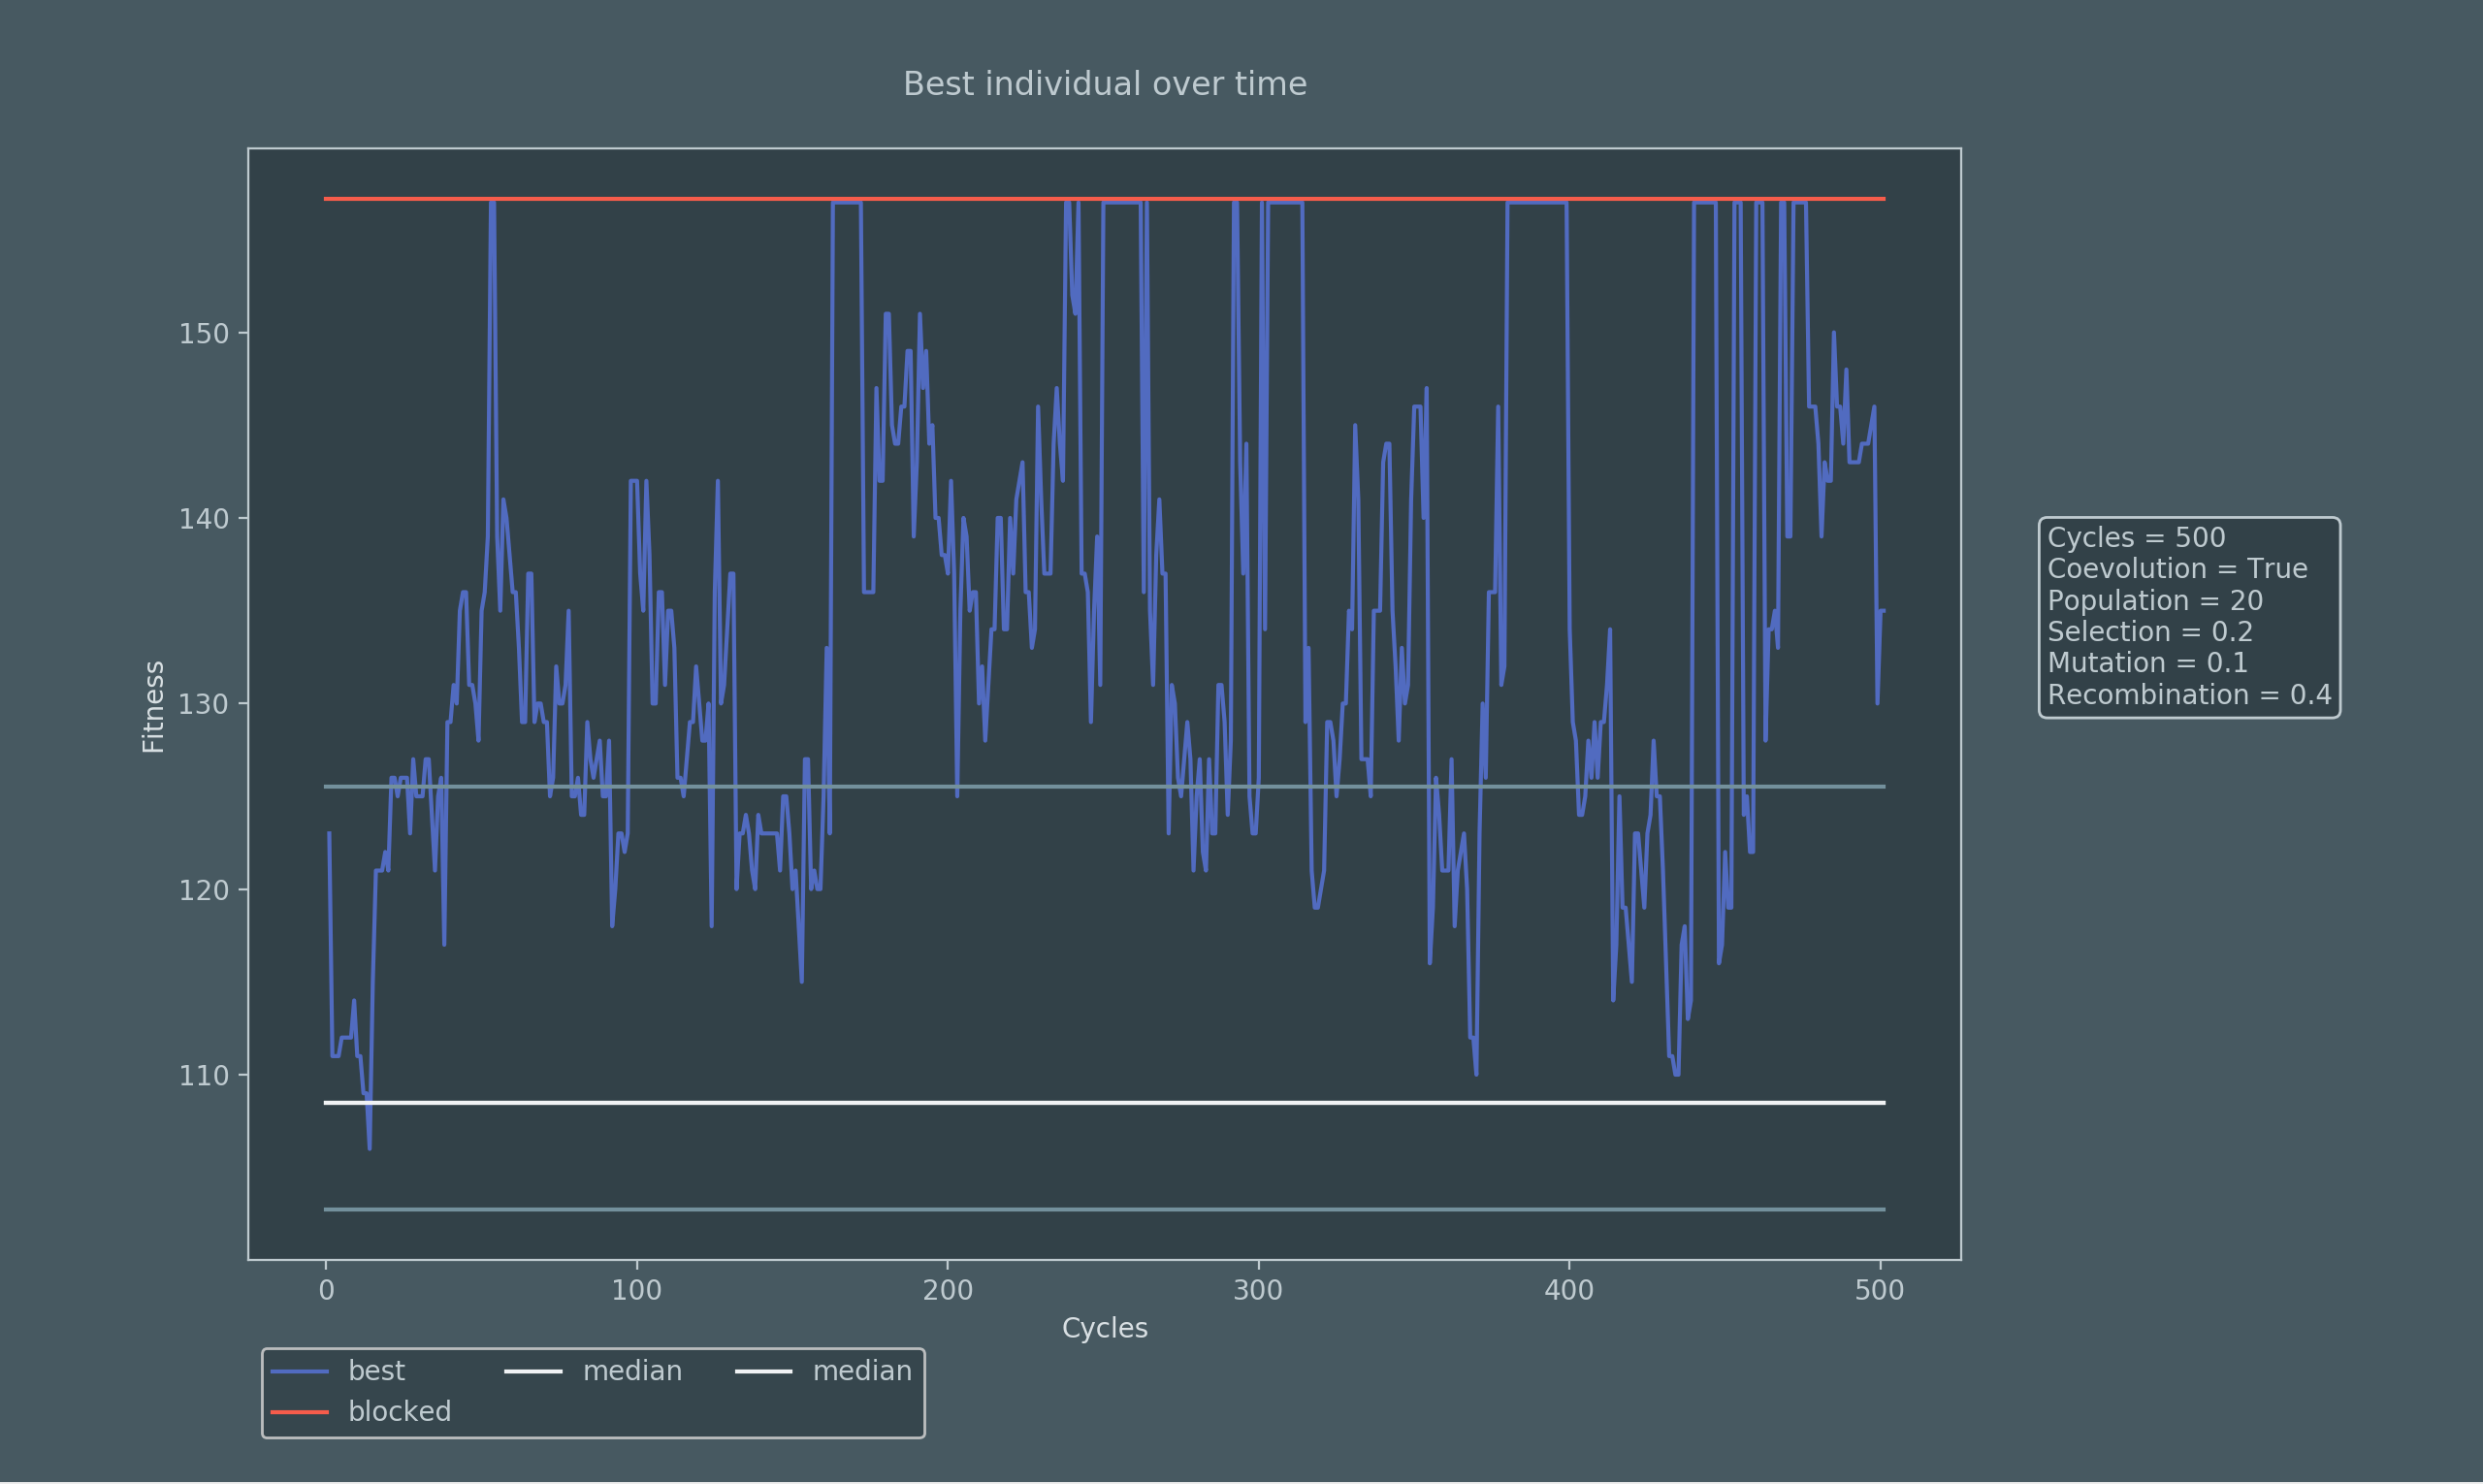 Best individual over time
Fitness
150
140
130
120
110
0 100 200 300 400 500
Cycles
Cycles = 500
Coevolution = True
Population = 20
Selection = 0.2
Mutation = 0.1
Recombination = 0.4
best median median
blocked